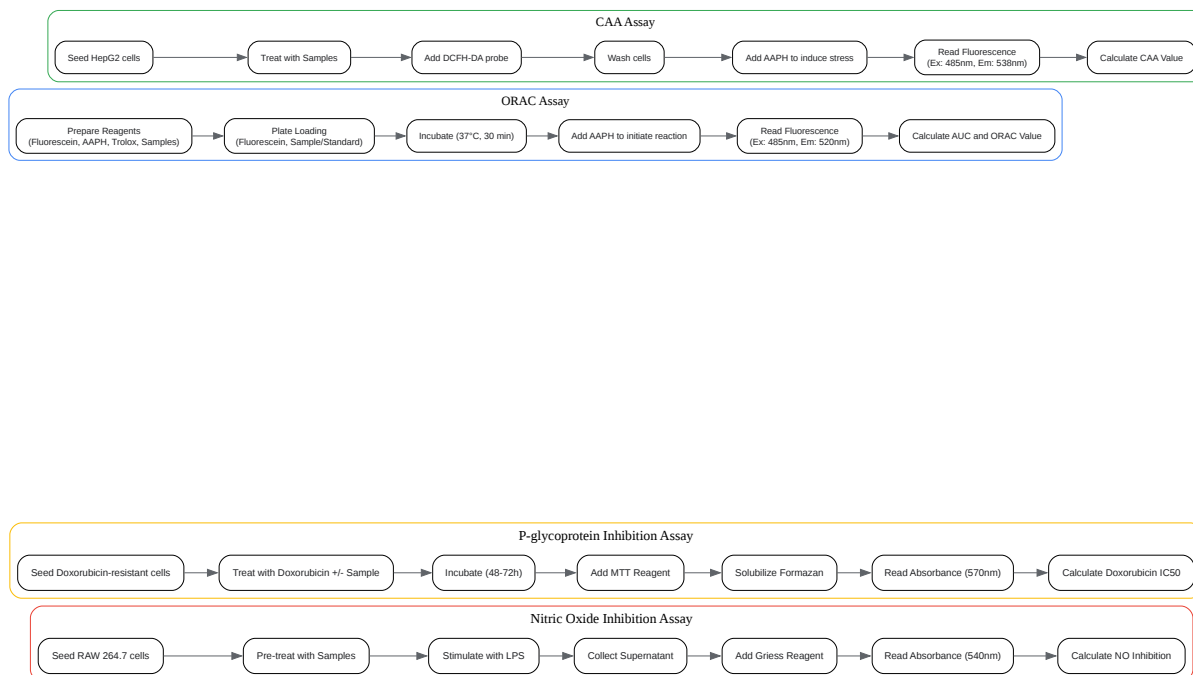 CAA Assay
Seed HepG2 cells
Treat with Samples
Add DCFH-DA probe
Wash cells
Add AAPH to induce stress
Read Fluorescence
(Ex: 485nm, Em: 538nm)
Calculate CAA Value
ORAC Assay
Prepare Reagents
(Fluorescein, AAPH, Trolox, Samples)
Plate Loading
(Fluorescein, Sample/Standard)
Incubate (37°C, 30 min)
Add AAPH to initiate reaction
Read Fluorescence
(Ex: 485nm, Em: 520nm)
Calculate AUC and ORAC Value
P-glycoprotein Inhibition Assay
Seed Doxorubicin-resistant cells
Treat with Doxorubicin +/- Sample
Incubate (48-72h)
Add MTT Reagent
Solubilize Formazan
Read Absorbance (570nm)
Calculate Doxorubicin IC50
Nitric Oxide Inhibition Assay
Seed RAW 264.7 cells
Pre-treat with Samples
Stimulate with LPS
Collect Supernatant
Add Griess Reagent
Read Absorbance (540nm)
Calculate NO Inhibition